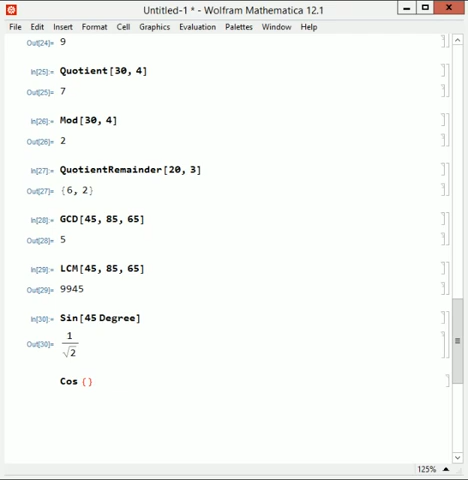 Untitled-1 * - Wolfram Mathematica 12.1
File Edit Insert Format Cell Graphics Evaluation Palettes Window Help
Out[24]= 9
In[25]:= Quotient[30, 4]
Out[25]= 7
In[26]:= Mod[30, 4]
Out[26]= 2
In[27]:= QuotientRemainder[20, 3]
Out[27]= {6, 2}
In[28]:= GCD[45, 85, 65]
Out[28]= 5
In[29]:= LCM[45, 85, 65]
Out[29]= 9945
In[30]:= Sin[45 Degree]
Out[30]= 1/√2
Cos ()
125%